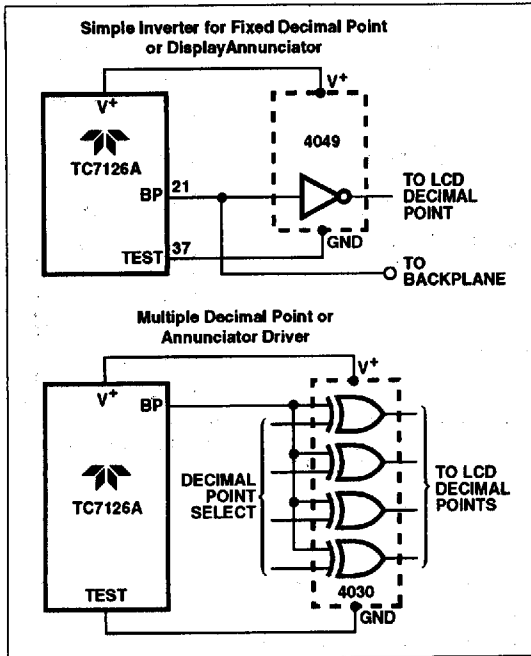 Simple Inverter for Fixed Decimal Point
or DisplayAnnunciator
V+
V+
4049
TC7126A
BP
21
TO LCD
DECIMAL
POINT
GND
TEST
37
TO
BACKPLANE
Multiple Decimal Point or
Annunciator Driver
V+
V+
BP
TC7126A
DECIMAL
POINT
SELECT
TO LCD
DECIMAL
POINTS
TEST
4030
GND